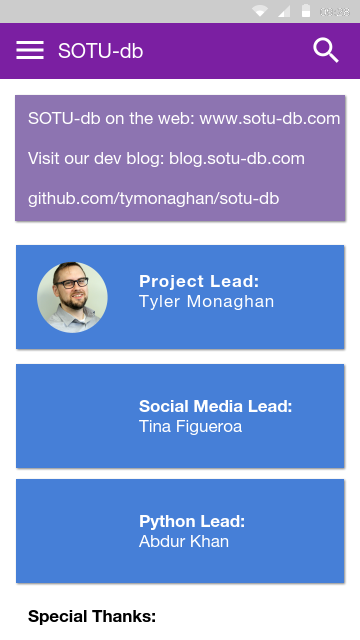 SOTU-db
SOTU-db on the web: www.sotu-db.com
Visit our dev blog: blog.sotu-db.com
github.com/tymonaghan/sotu-db
Project Lead:
Tyler Monaghan
Social Media Lead:
Tina Figueroa
Python Lead:
Abdur Khan
Special Thanks: